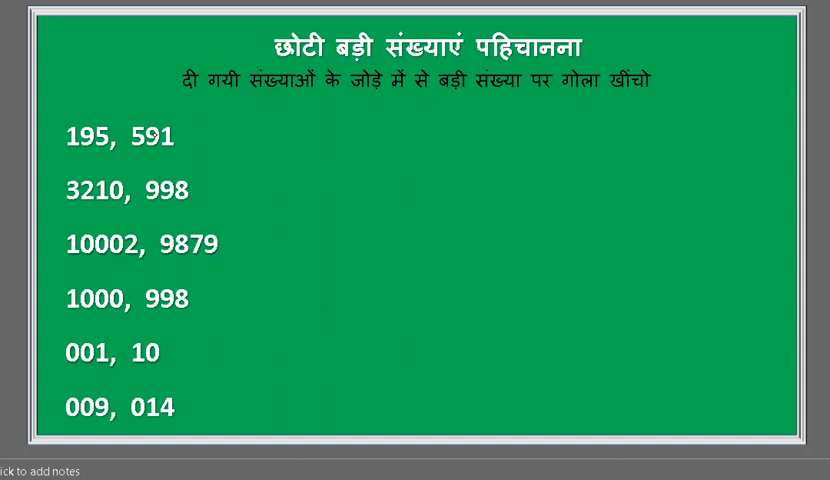 छोटी बड़ी संख्याएं पहिचानना
दी गयी संख्याओं के जोड़े में से बड़ी संख्या पर गोला खींचो
195, 591
3210, 998
10002, 9879
1000, 998
001, 10
009, 014
ick to add notes